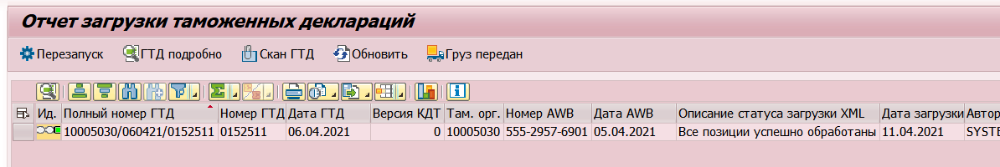 Отчет загрузки таможенных деклараций
Перезапуск ГТД подробно Скан ГТД Обновить Груз передан
Ид. Полный номер ГТД Номер ГТД Дата ГТД Версия КДТ Там. орг. Номер AWB Дата AWB Описание статуса загрузки XML Дата загрузки Автор
10005030/060421/0152511 0152511 06.04.2021 0 10005030 555-2957-6901 05.04.2021 Все позиции успешно обработаны 11.04.2021 SYSTE